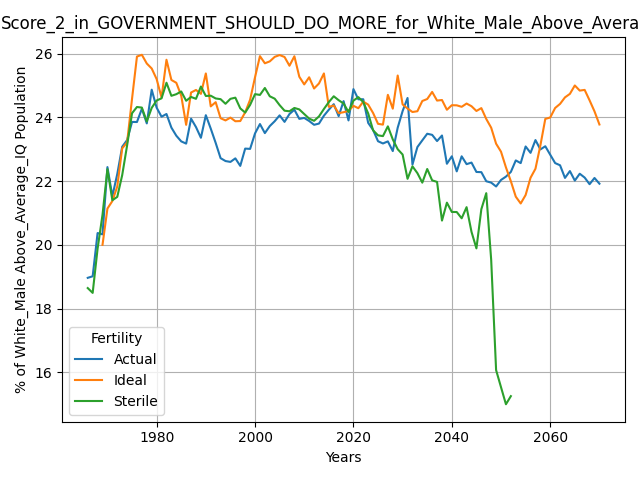 Score_2_in_GOVERNMENT_SHOULD_DO_MORE_for_White_Male_Above_Avera
% of White_Male Above_Average_IQ Population
26
24
22
20
18
16
Fertility
Actual
Ideal
Sterile
1980
2000
2020
2040
2060
Years